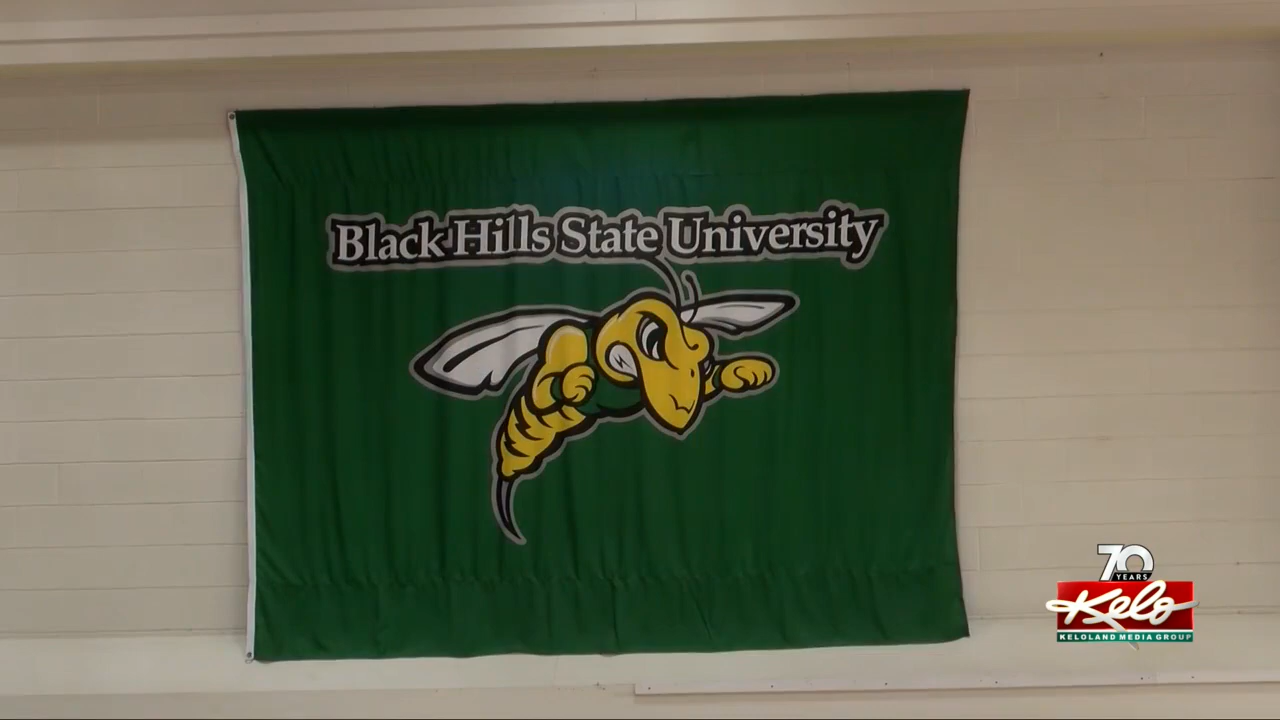 Black Hills State University
70
YEARS
Kelo
KELOLAND MEDIA GROUP